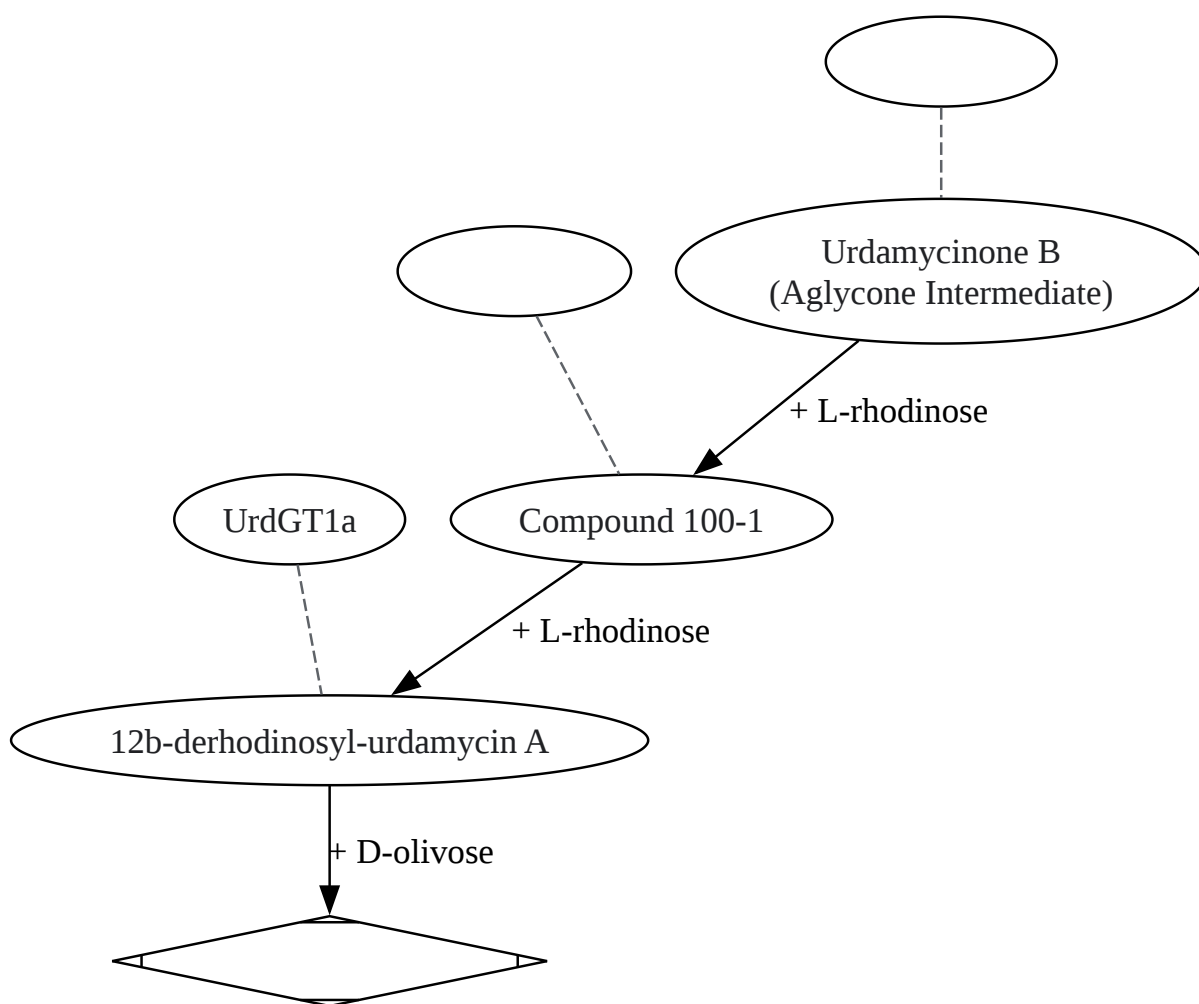 Urdamycinone B
(Aglycone Intermediate)
+ L-rhodinose
UrdGT1a
Compound 100-1
+ L-rhodinose
12b-derhodinosyl-urdamycin A
+ D-olivose